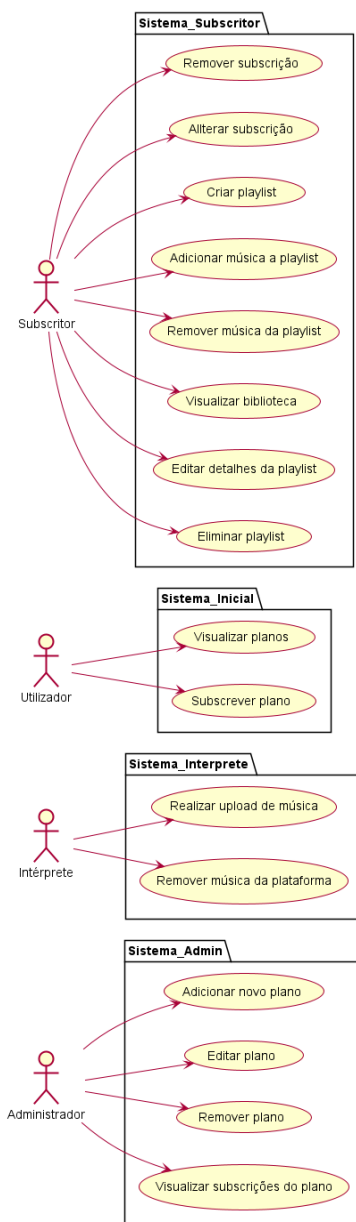 Sistema_Subscritor
Remover subscrição
Allterar subscrição
Criar playlist
Adicionar música a playlist
Subscritor
Remover música da playlist
Visualizar biblioteca
Editar detalhes da playlist
Eliminar playlist
Sistema_Inicial
Visualizar planos
Utilizador
Subscrever plano
Sistema_Interprete
Realizar upload de música
Intérprete
Remover música da plataforma
Sistema_Admin
Adicionar novo plano
Editar plano
Administrador
Remover plano
Visualizar subscrições do plano